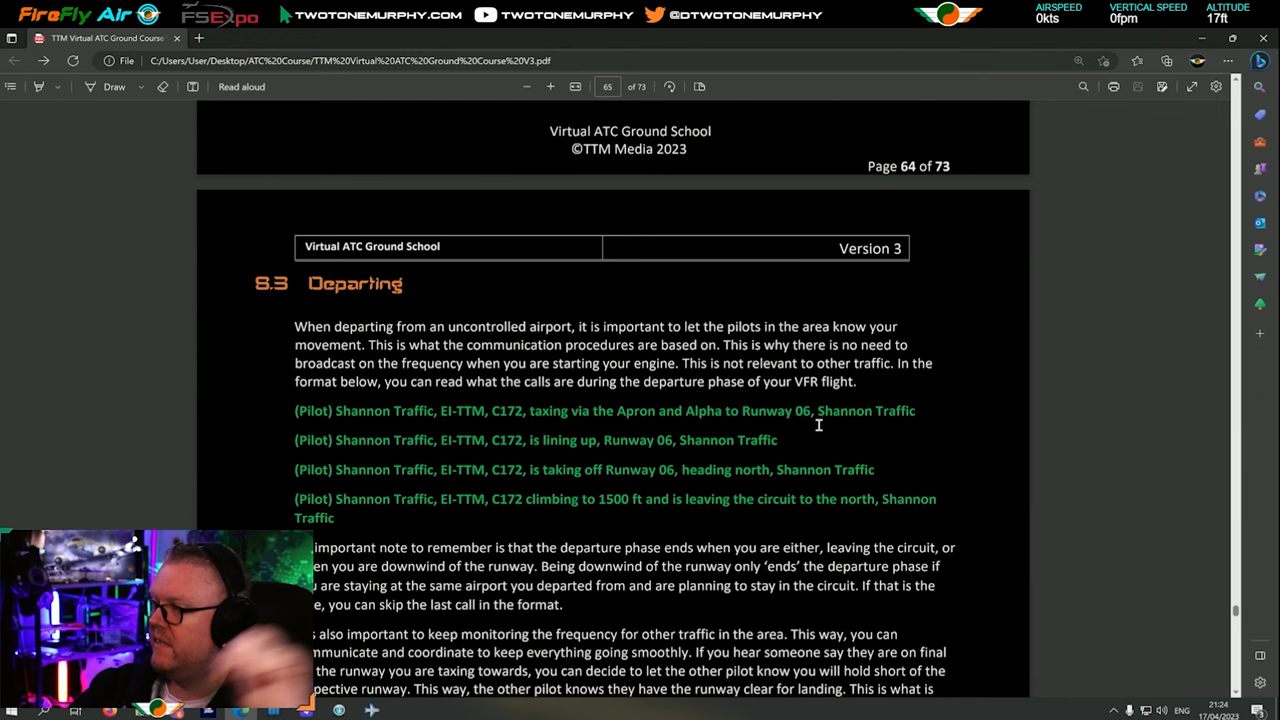 FireFly Air FSExpo TWOTONEMURPHY.COM TWOTONEMURPHY @DTWOTONEMURPHY AIRSPEED VERTICAL SPEED ALTITUDE
0kts 0fpm 17ft
TTM Virtual ATC Ground Course
File C:/Users/User/Desktop/ATC%20Course/TTM%20Virtual%20ATC%20Ground%20Course%20V3.pdf
Draw Read aloud 65 of 73
Virtual ATC Ground School
©TTM Media 2023
Page 64 of 73
Virtual ATC Ground School Version 3
8.3 Departing
When departing from an uncontrolled airport, it is important to let the pilots in the area know your
movement. This is what the communication procedures are based on. This is why there is no need to
broadcast on the frequency when you are starting your engine. This is not relevant to other traffic. In the
format below, you can read what the calls are during the departure phase of your VFR flight.
(Pilot) Shannon Traffic, EI-TTM, C172, taxing via the Apron and Alpha to Runway 06, Shannon Traffic
(Pilot) Shannon Traffic, EI-TTM, C172, is lining up, Runway 06, Shannon Traffic
(Pilot) Shannon Traffic, EI-TTM, C172, is taking off Runway 06, heading north, Shannon Traffic
(Pilot) Shannon Traffic, EI-TTM, C172 climbing to 1500 ft and is leaving the circuit to the north, Shannon
Traffic
important note to remember is that the departure phase ends when you are either, leaving the circuit, or
you are downwind of the runway. Being downwind of the runway only 'ends' the departure phase if
are staying at the same airport you departed from and are planning to stay in the circuit. If that is the
, you can skip the last call in the format.
also important to keep monitoring the frequency for other traffic in the area. This way, you can
and coordinate to keep everything going smoothly. If you hear someone say they are on final
the runway you are taxing towards, you can decide to let the other pilot know you will hold short of the
runway. This way, the other pilot knows they have the runway clear for landing. This is what is
ENG 21:24
17/04/2023